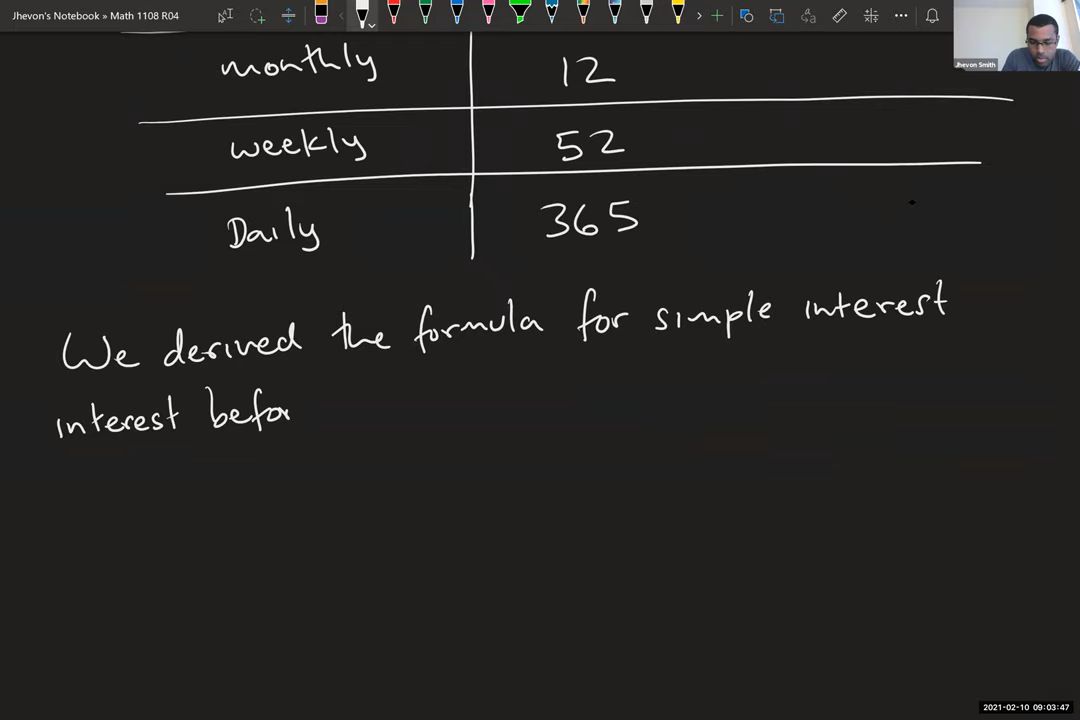 Jhevon's Notebook » Math 1108 R04
Jhevon Smith
monthly 12
weekly 52
Daily 365
We derived the formula for simple interest
interest befor
2021-02-10 09:03:47